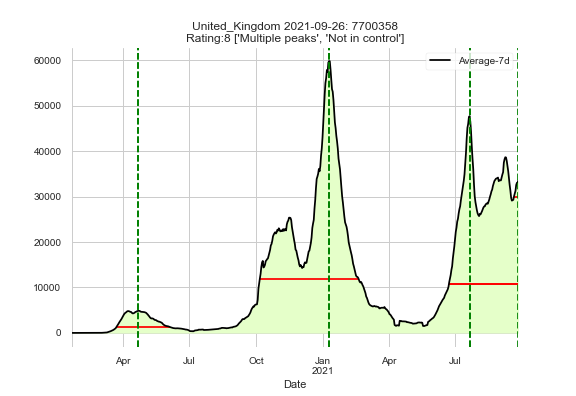 United_Kingdom 2021-09-26: 7700358
Rating:8 ['Multiple peaks', 'Not in control']
Average-7d
60000
50000
40000
30000
20000
10000
0
Apr Jul Oct Jan Apr Jul
2021
Date